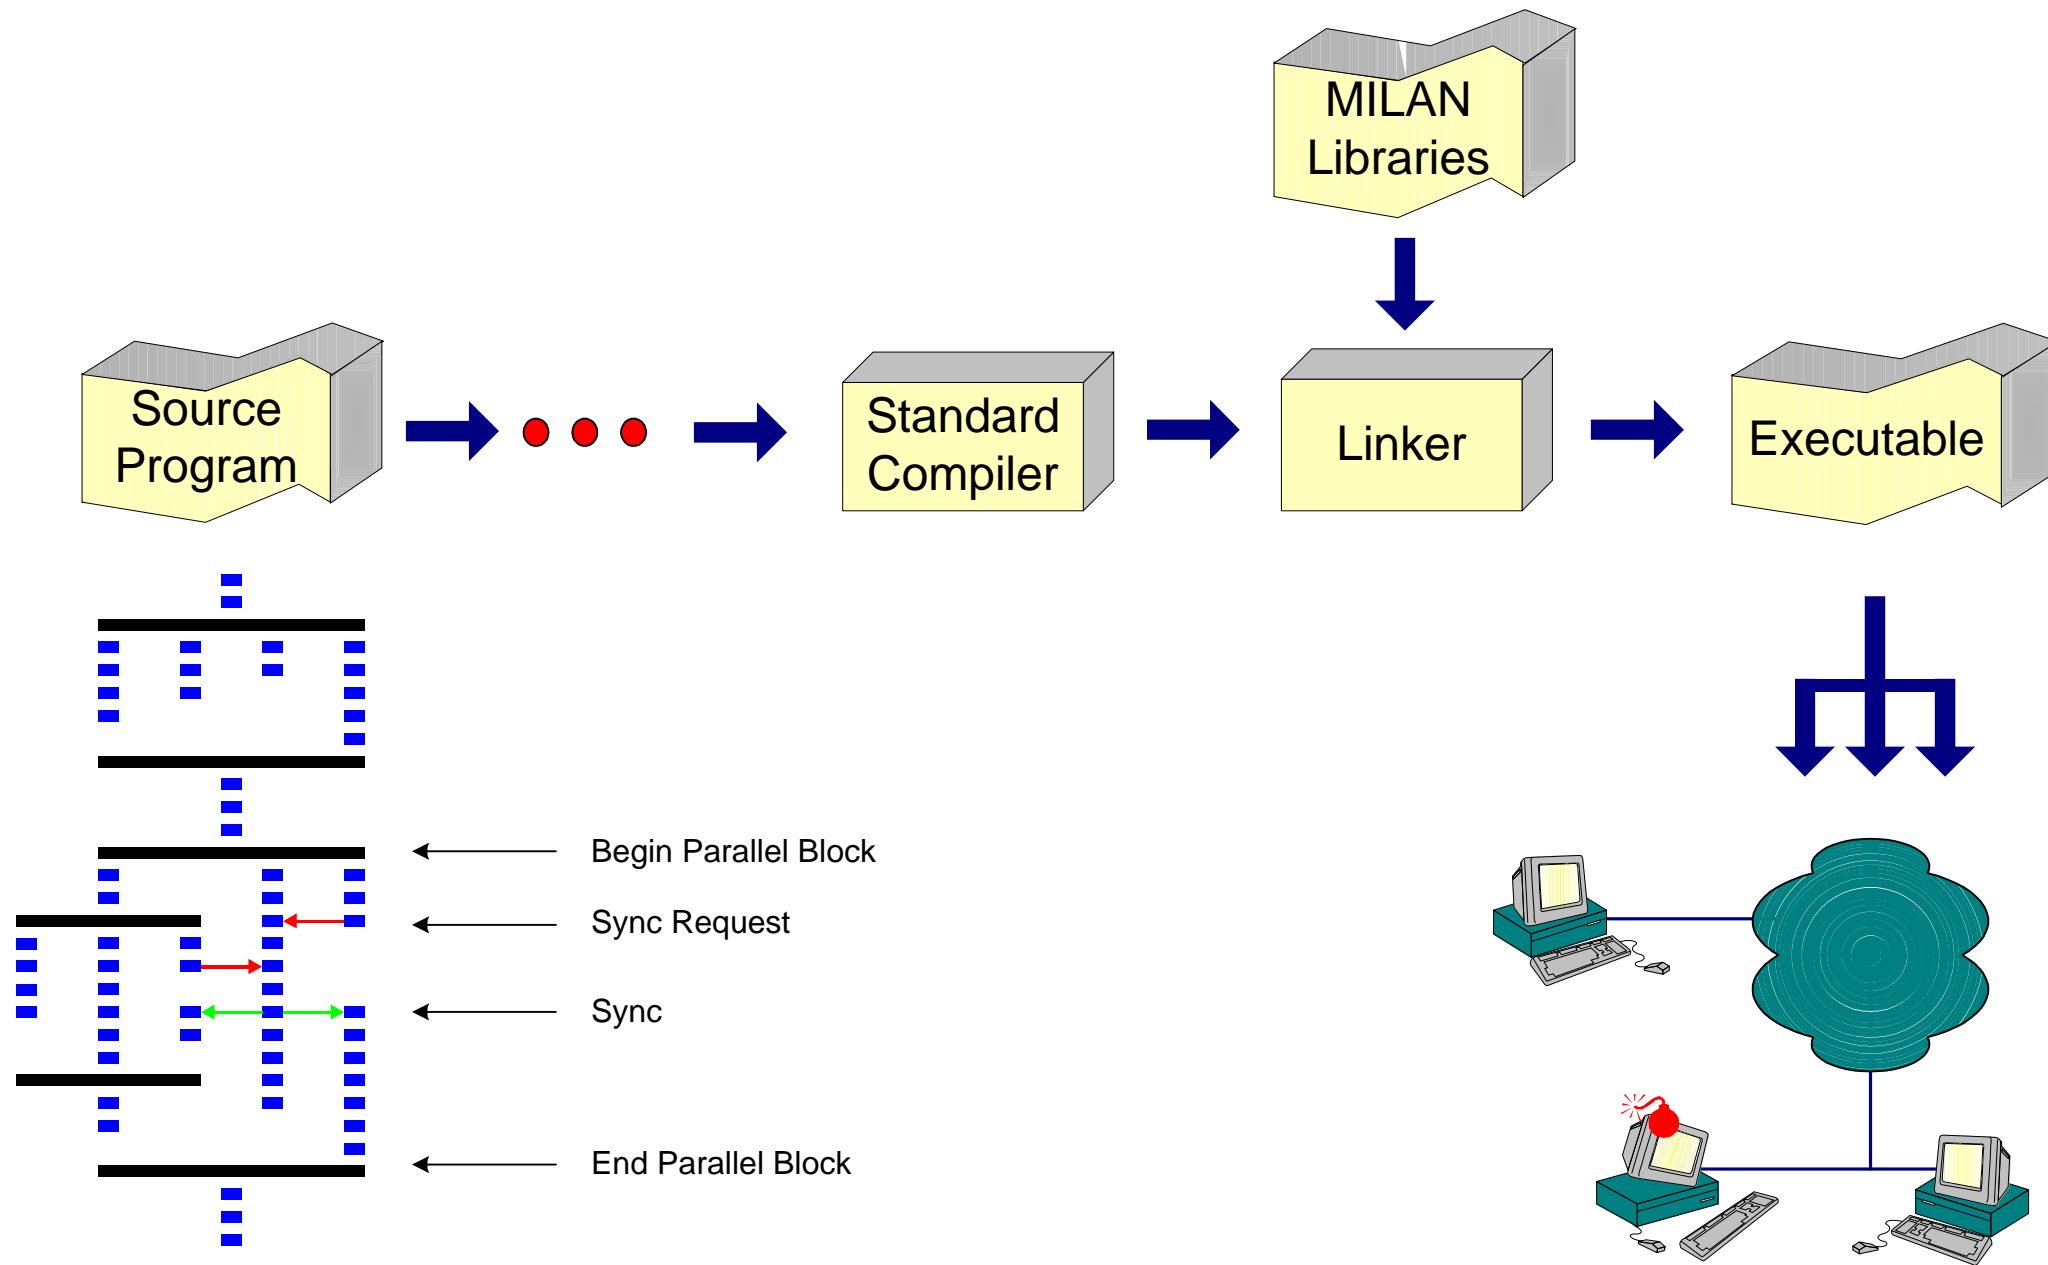 MILAN
Libraries
Source
Program
Standard
Compiler
Linker
Executable
Begin Parallel Block
Sync Request
Sync
End Parallel Block